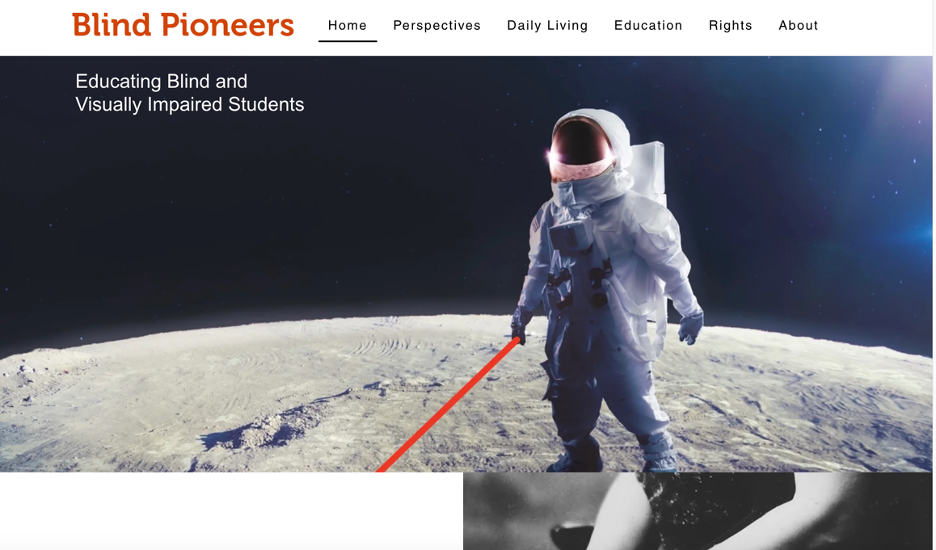 Blind Pioneers
Home Perspectives Daily Living Education Rights About
Educating Blind and
Visually Impaired Students